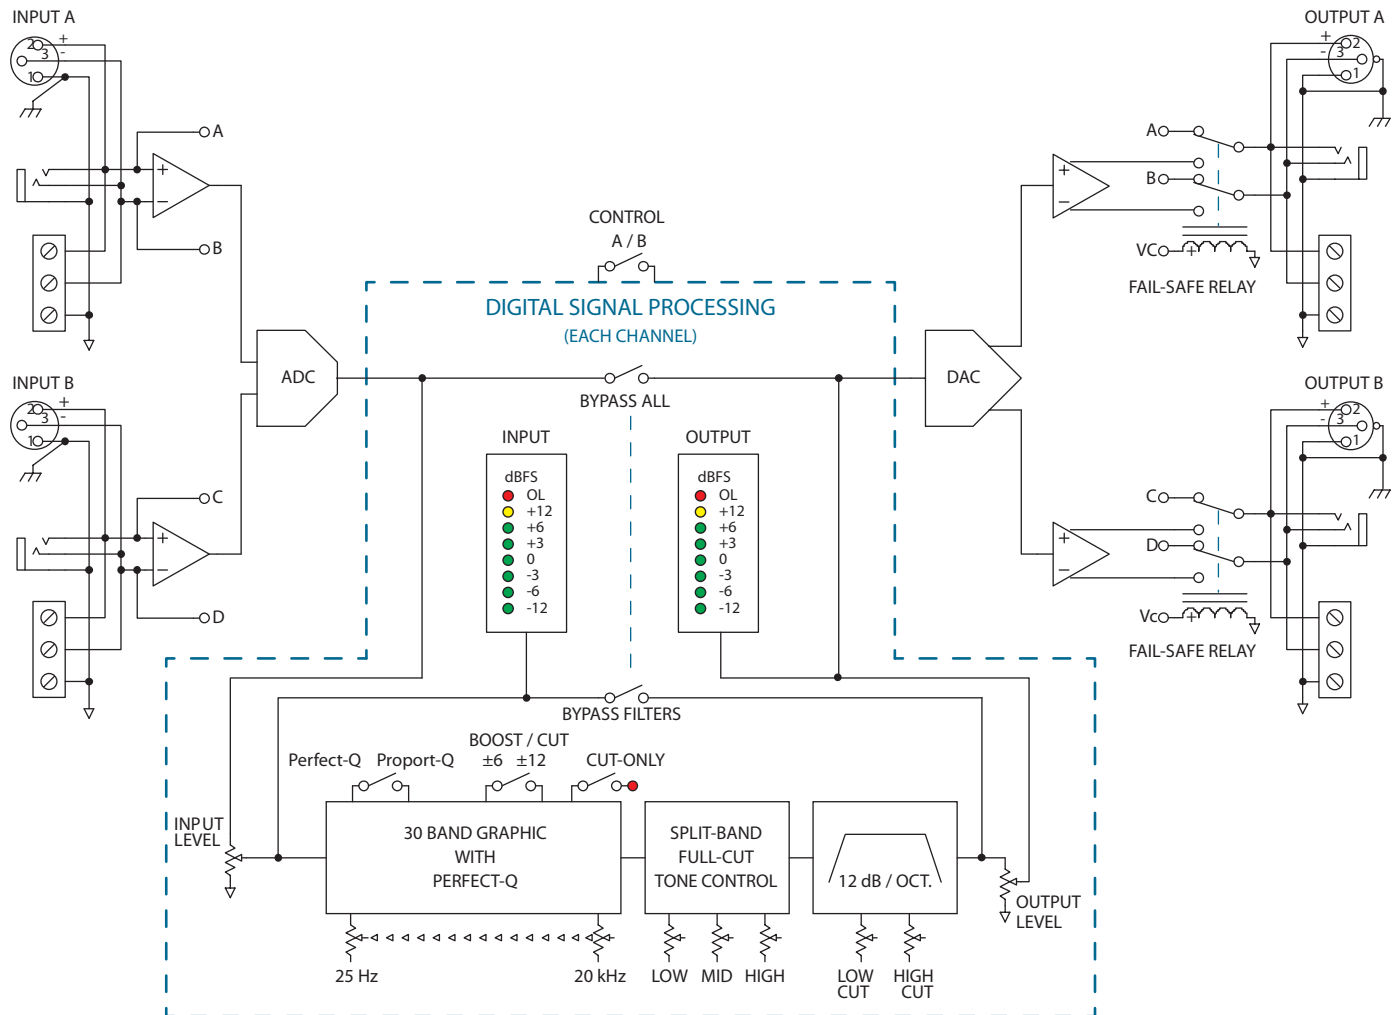 INPUT A
2 +
3 -
1
A
+
−
B
INPUT B
2 +
3 -
1
C
+
−
D
ADC
CONTROL
A / B
DIGITAL SIGNAL PROCESSING
(EACH CHANNEL)
BYPASS ALL
INPUT
dBFS
OL
+12
+6
+3
0
-3
-6
-12
OUTPUT
dBFS
OL
+12
+6
+3
0
-3
-6
-12
BYPASS FILTERS
Perfect-Q Proport-Q
BOOST / CUT
±6 ±12
CUT-ONLY
INPUT
LEVEL
30 BAND GRAPHIC
WITH
PERFECT-Q
25 Hz
20 kHz
SPLIT-BAND
FULL-CUT
TONE CONTROL
LOW MID HIGH
12 dB / OCT.
LOW
CUT
HIGH
CUT
OUTPUT
LEVEL
DAC
OUTPUT A
+ 2
- 3
1
+
−
A
B
VC +
FAIL-SAFE RELAY
OUTPUT B
+ 2
- 3
1
+
−
C
D
Vc +
FAIL-SAFE RELAY